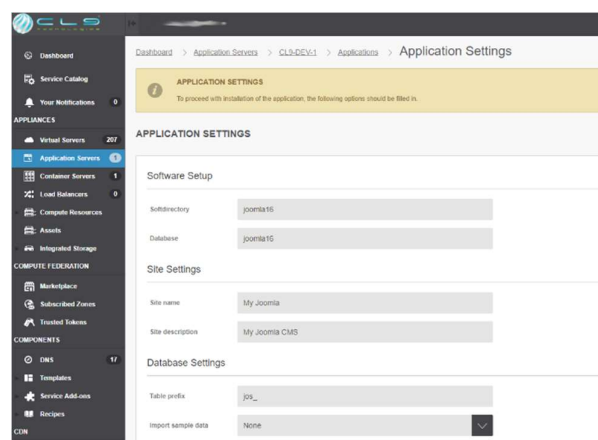 CLS
TECHNOLOGIES
Dashboard
Service Catalog
Your Notifications 0
APPLIANCES
Virtual Servers 207
Application Servers 1
Container Servers 1
Load Balancers 0
Compute Resources
Assets
Integrated Storage
COMPUTE FEDERATION
Marketplace
Subscribed Zones
Trusted Tokens
COMPONENTS
DNS 17
Templates
Service Add-ons
Recipes
CDN
Dashboard > Application Servers > CLS-DEV-1 > Applications > Application Settings
APPLICATION SETTINGS
To proceed with installation of the application, the following options should be filled in.
APPLICATION SETTINGS
Software Setup
Softdirectory joomla16
Database joomla16
Site Settings
Site name My Joomla
Site description My Joomla CMS
Database Settings
Table prefix jos_
Import sample data None